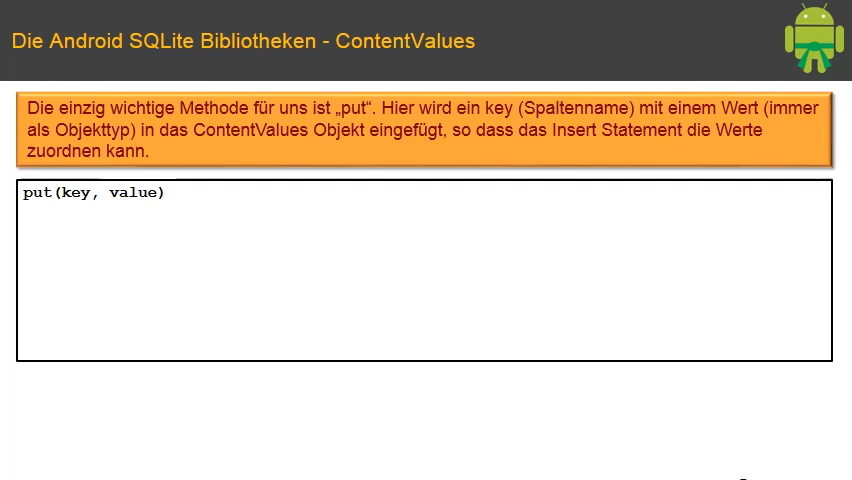 Die Android SQLite Bibliotheken - ContentValues
Die einzig wichtige Methode für uns ist „put“. Hier wird ein key (Spaltenname) mit einem Wert (immer
als Objekttyp) in das ContentValues Objekt eingefügt, so dass das Insert Statement die Werte
zuordnen kann.
put(key, value)